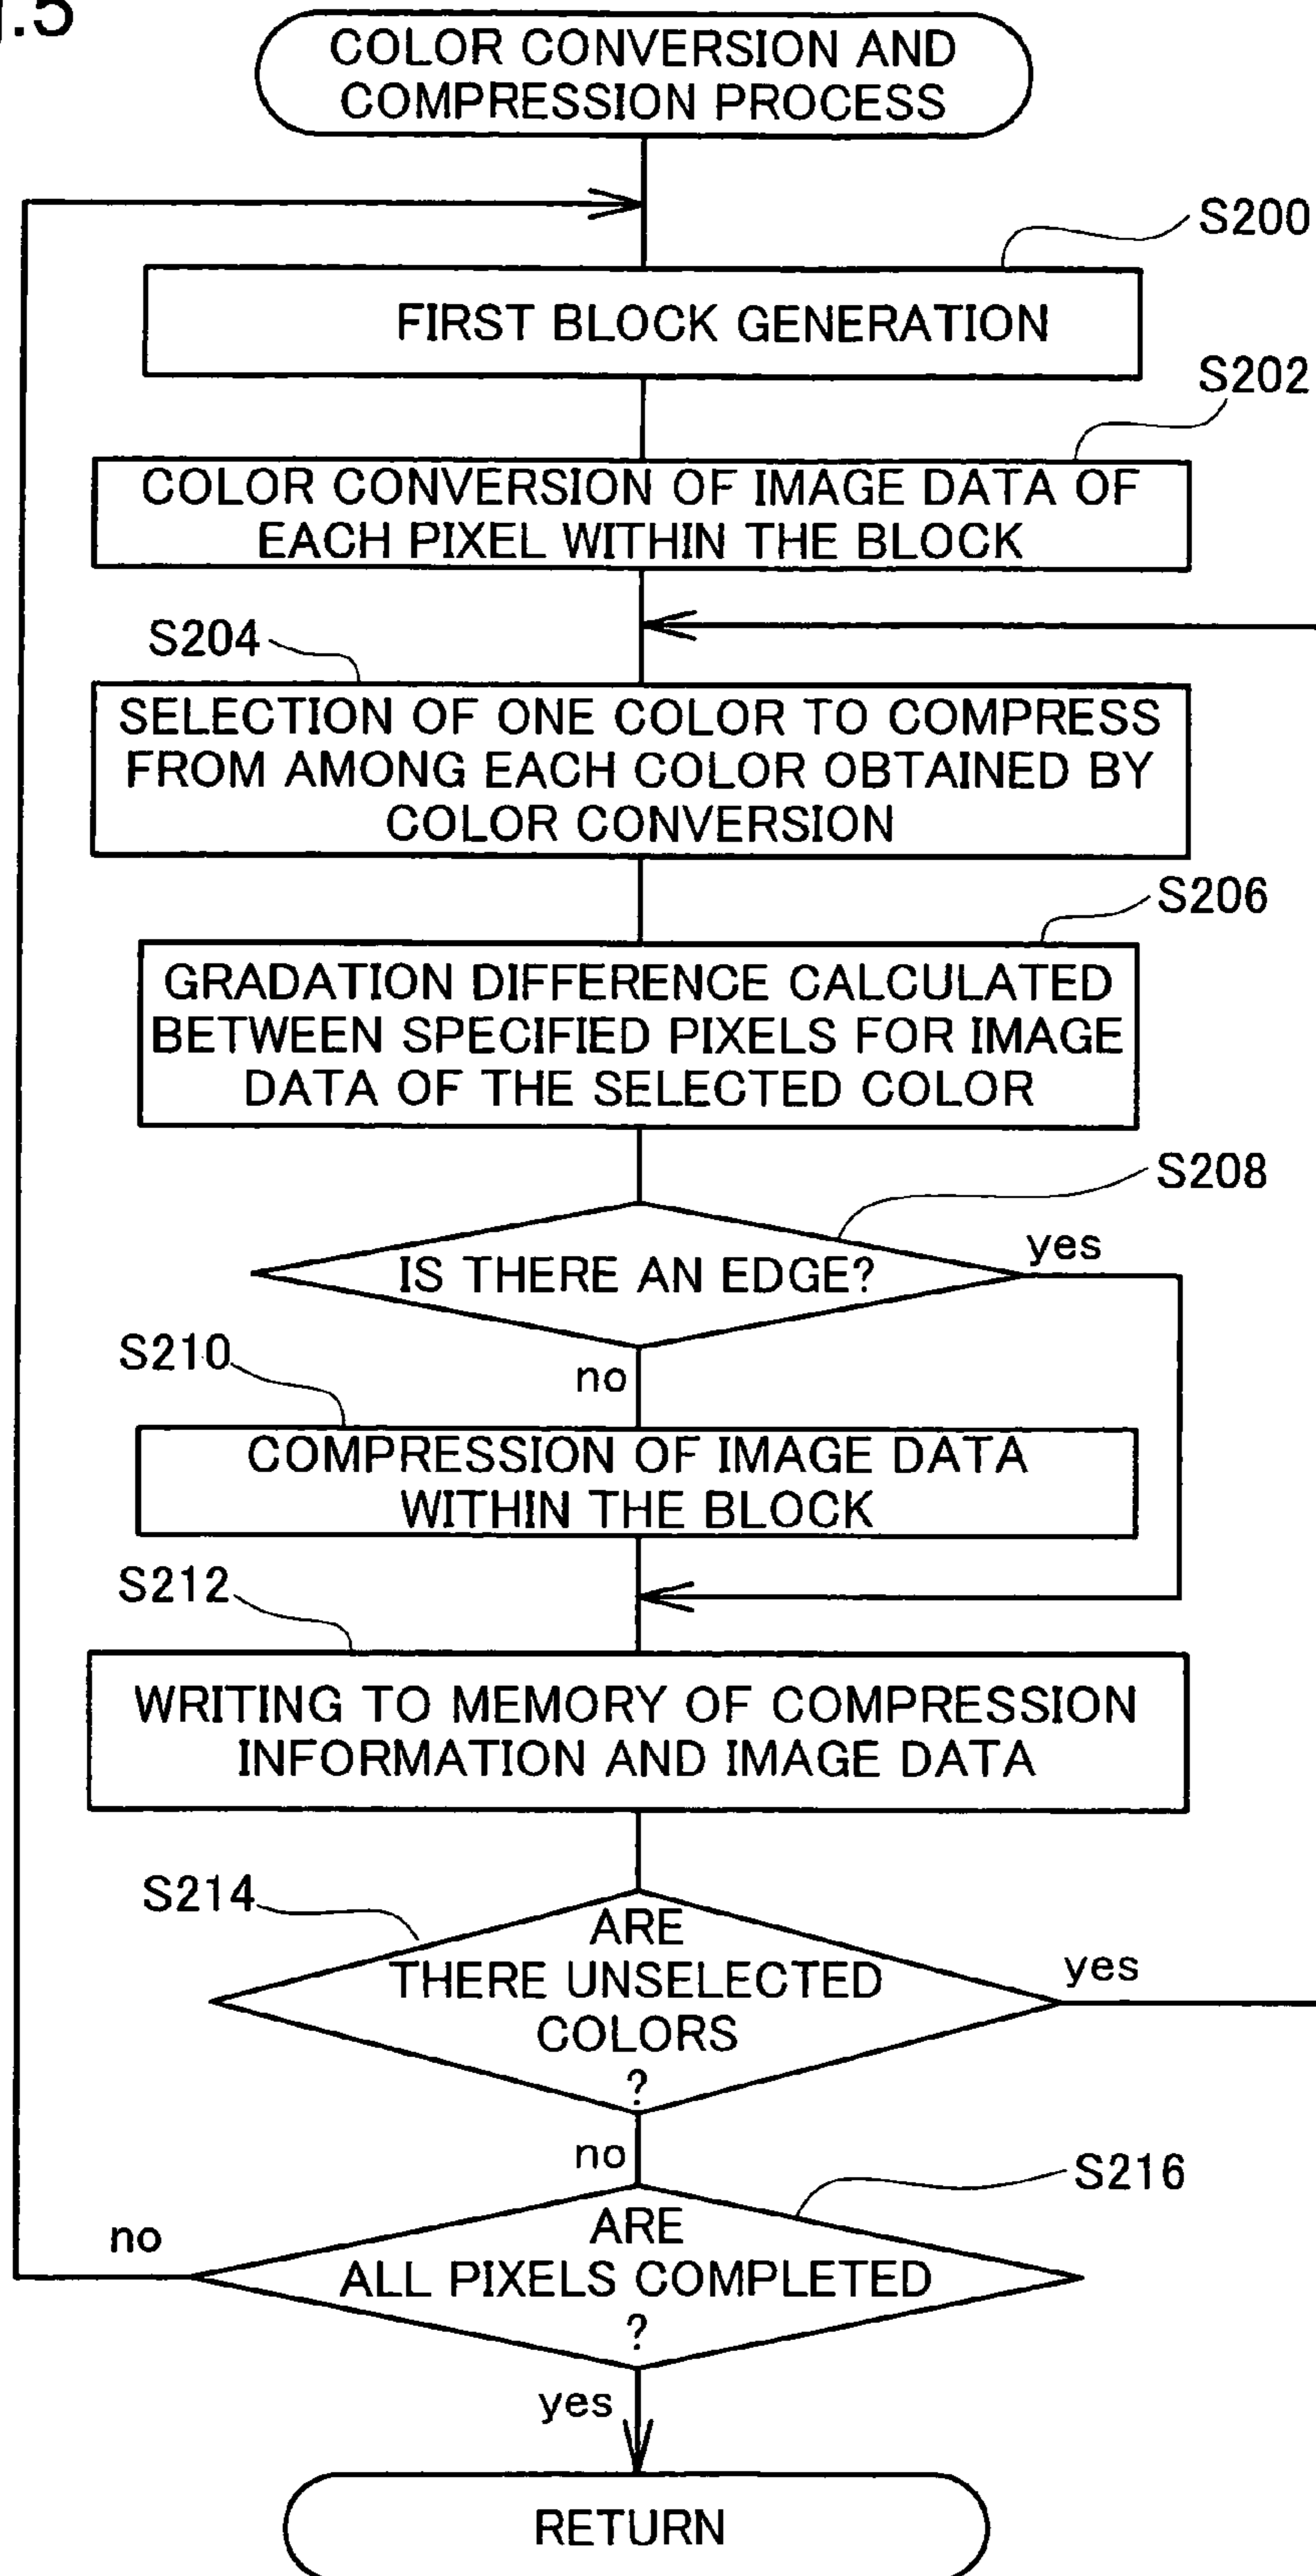 .5
COLOR CONVERSION AND
COMPRESSION PROCESS
S200
FIRST BLOCK GENERATION
S202
COLOR CONVERSION OF IMAGE DATA OF
EACH PIXEL WITHIN THE BLOCK
S204
SELECTION OF ONE COLOR TO COMPRESS
FROM AMONG EACH COLOR OBTAINED BY
COLOR CONVERSION
S206
GRADATION DIFFERENCE CALCULATED
BETWEEN SPECIFIED PIXELS FOR IMAGE
DATA OF THE SELECTED COLOR
S208
IS THERE AN EDGE?
yes
no
S210
COMPRESSION OF IMAGE DATA
WITHIN THE BLOCK
S212
WRITING TO MEMORY OF COMPRESSION
INFORMATION AND IMAGE DATA
S214
ARE
THERE UNSELECTED
COLORS
?
yes
no
S216
ARE
ALL PIXELS COMPLETED
?
no
yes
RETURN